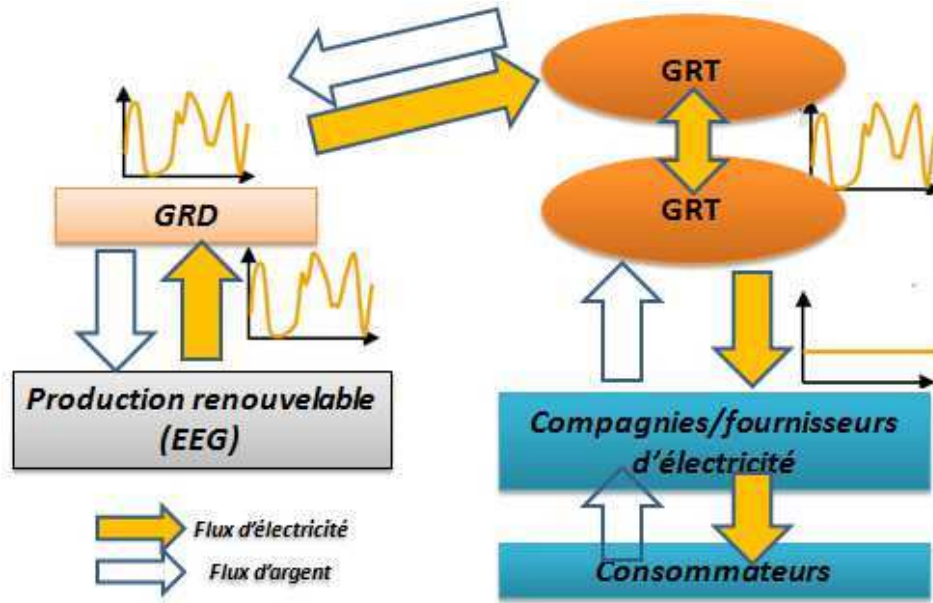 GRT
GRT
GRD
Production renouvelable
(EEG)
Compagnies/fournisseurs
d'électricité
Flux d'électricité
Flux d'argent
Consommateurs